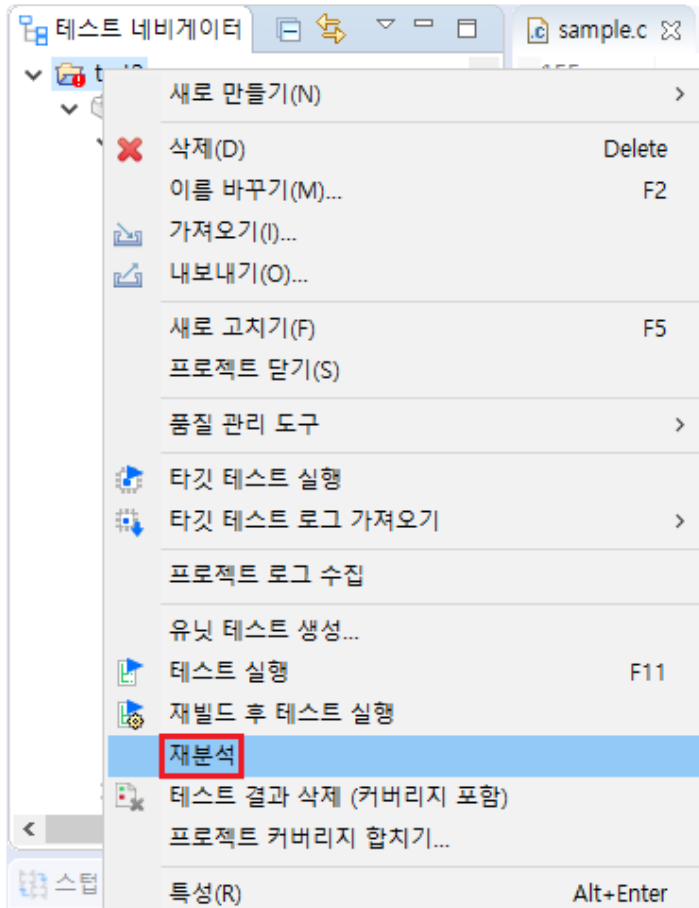 테스트 네비게이터
sample.c
새로 만들기(N)
삭제(D) Delete
이름 바꾸기(M)... F2
가져오기(I)...
내보내기(O)...
새로 고치기(F) F5
프로젝트 닫기(S)
품질 관리 도구
타깃 테스트 실행
타깃 테스트 로그 가져오기
프로젝트 로그 수집
유닛 테스트 생성...
테스트 실행 F11
재빌드 후 테스트 실행
재분석
테스트 결과 삭제 (커버리지 포함)
프로젝트 커버리지 합치기...
스텁
특성(R) Alt+Enter